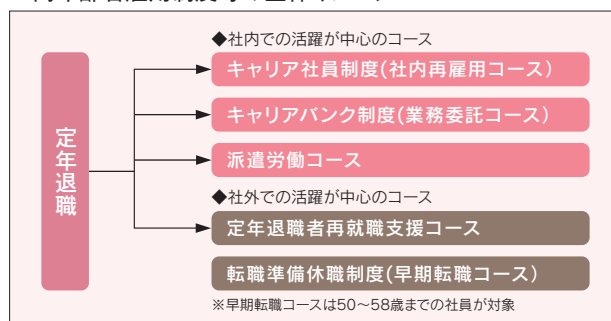 ◆社内での活躍が中心のコース
キャリア社員制度(社内再雇用コース)
キャリアバンク制度(業務委託コース)
派遣労働コース
定年退職
◆社外での活躍が中心のコース
定年退職者再就職支援コース
転職準備休職制度(早期転職コース)
※早期転職コースは50〜58歳までの社員が対象